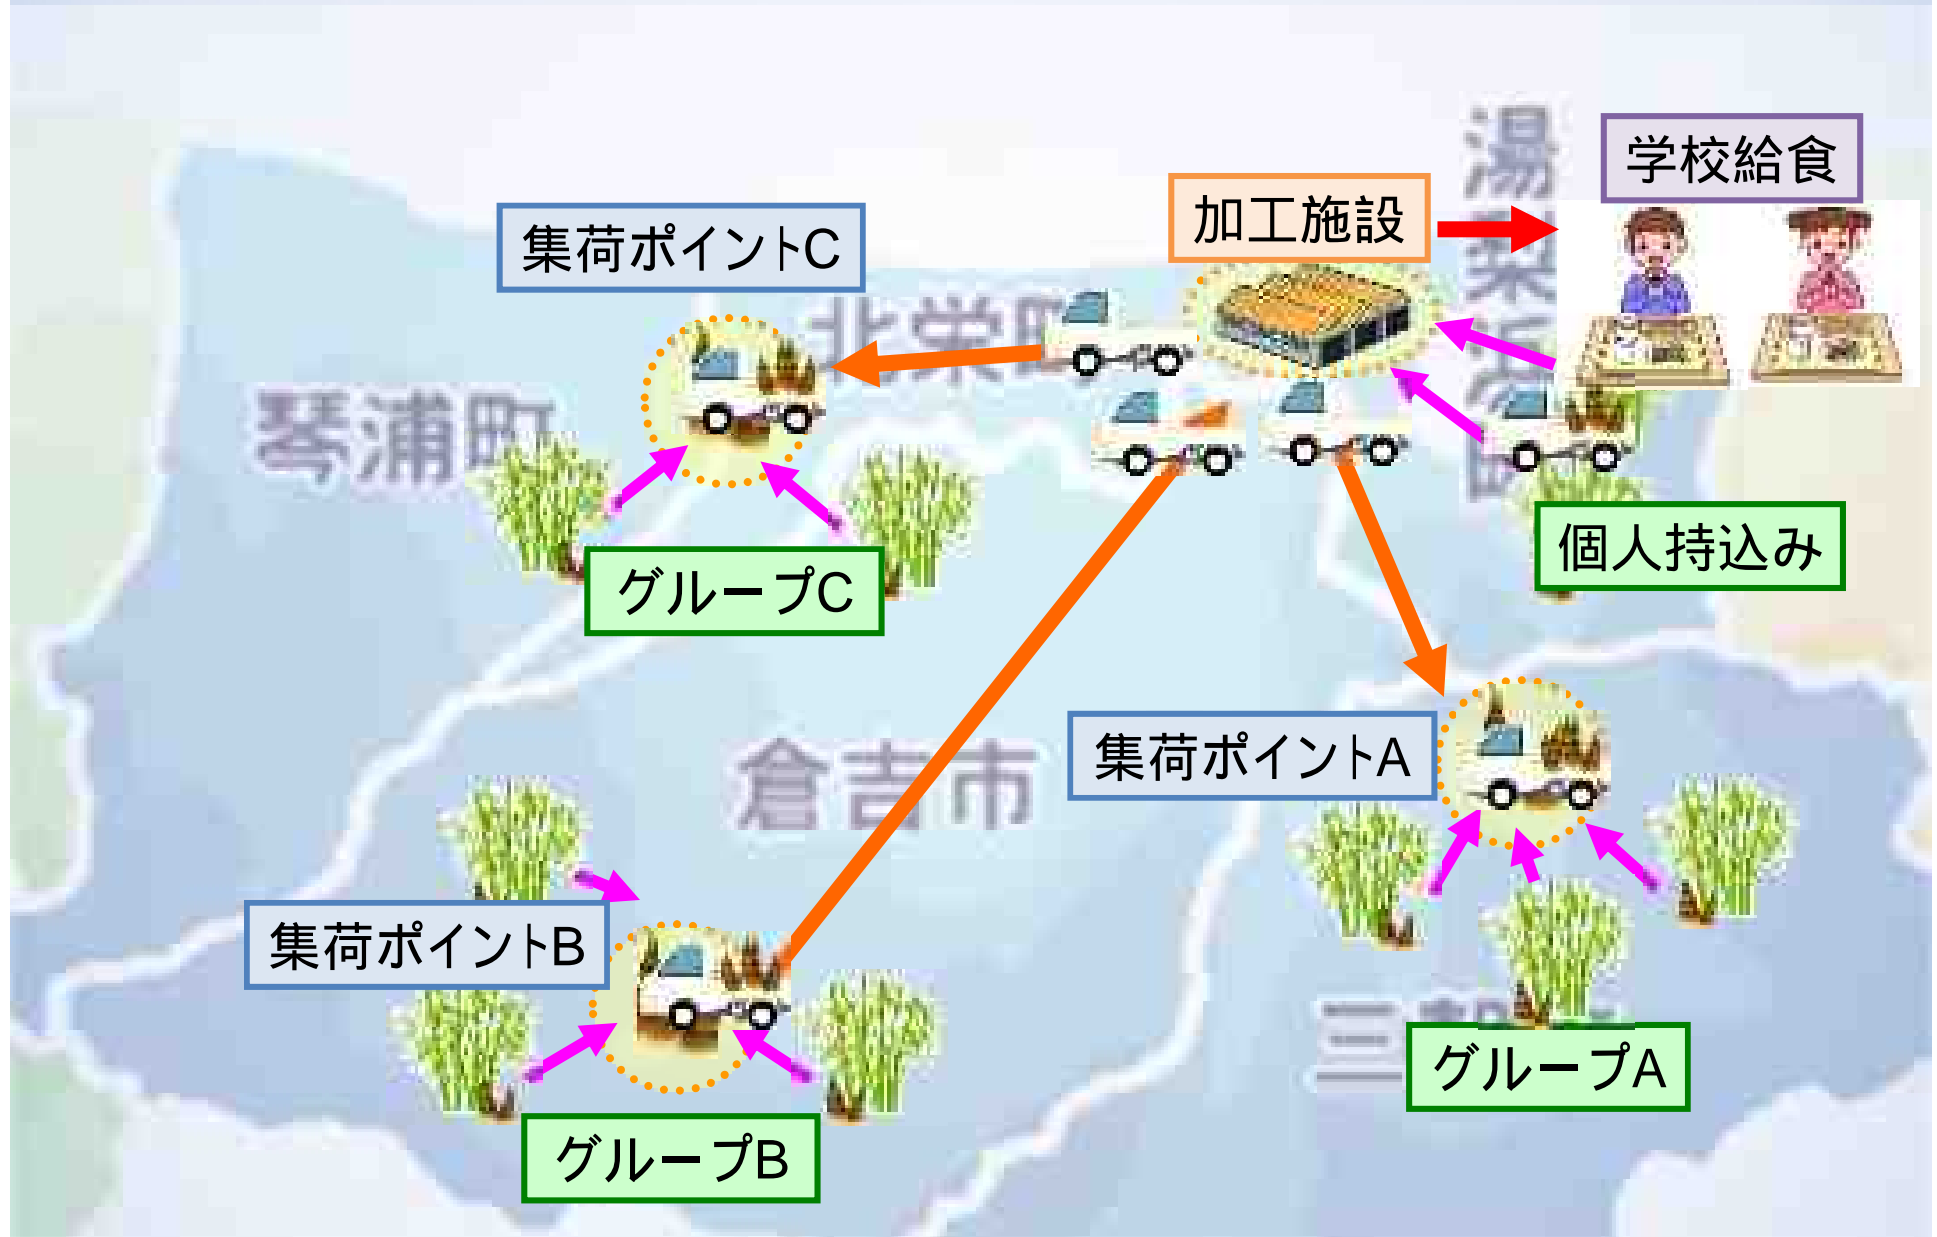 学校給食
加工施設
湯梨浜町
集荷ポイントC
北栄町
琴浦町
個人持込み
グループC
集荷ポイントA
倉吉市
集荷ポイントB
グループA
グループB